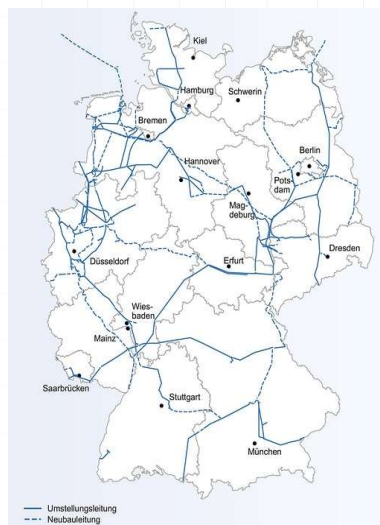 Kiel
Hamburg
Schwerin
Bremen
Berlin
Hannover
Pots-
dam
Mag-
deburg
Dresden
Düsseldorf
Erfurt
Wies-
baden
Mainz
Saarbrücken
Stuttgart
München
Umstellungsleitung
Neubauleitung